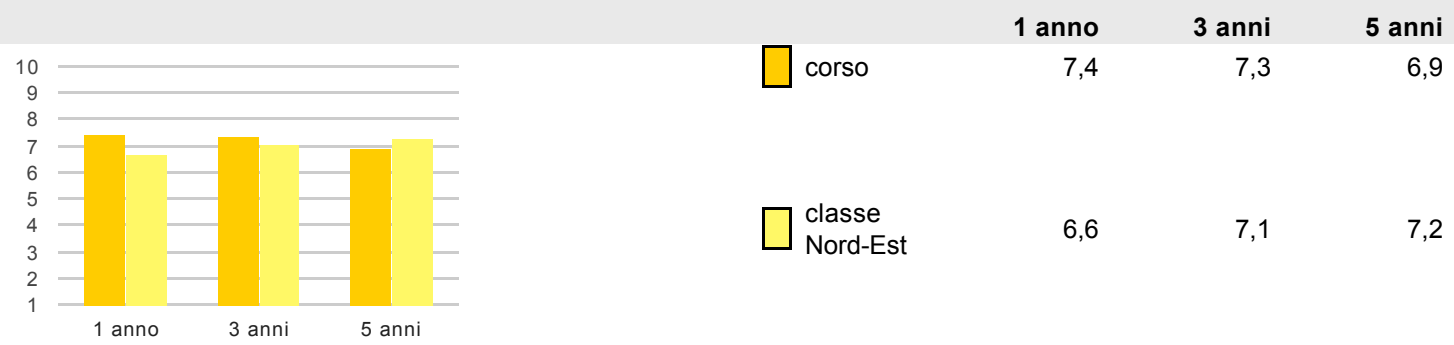 1 anno 3 anni 5 anni
10
9
8
7
6
5
4
3
2
1
1 anno 3 anni 5 anni
corso 7,4 7,3 6,9
classe
Nord-Est 6,6 7,1 7,2